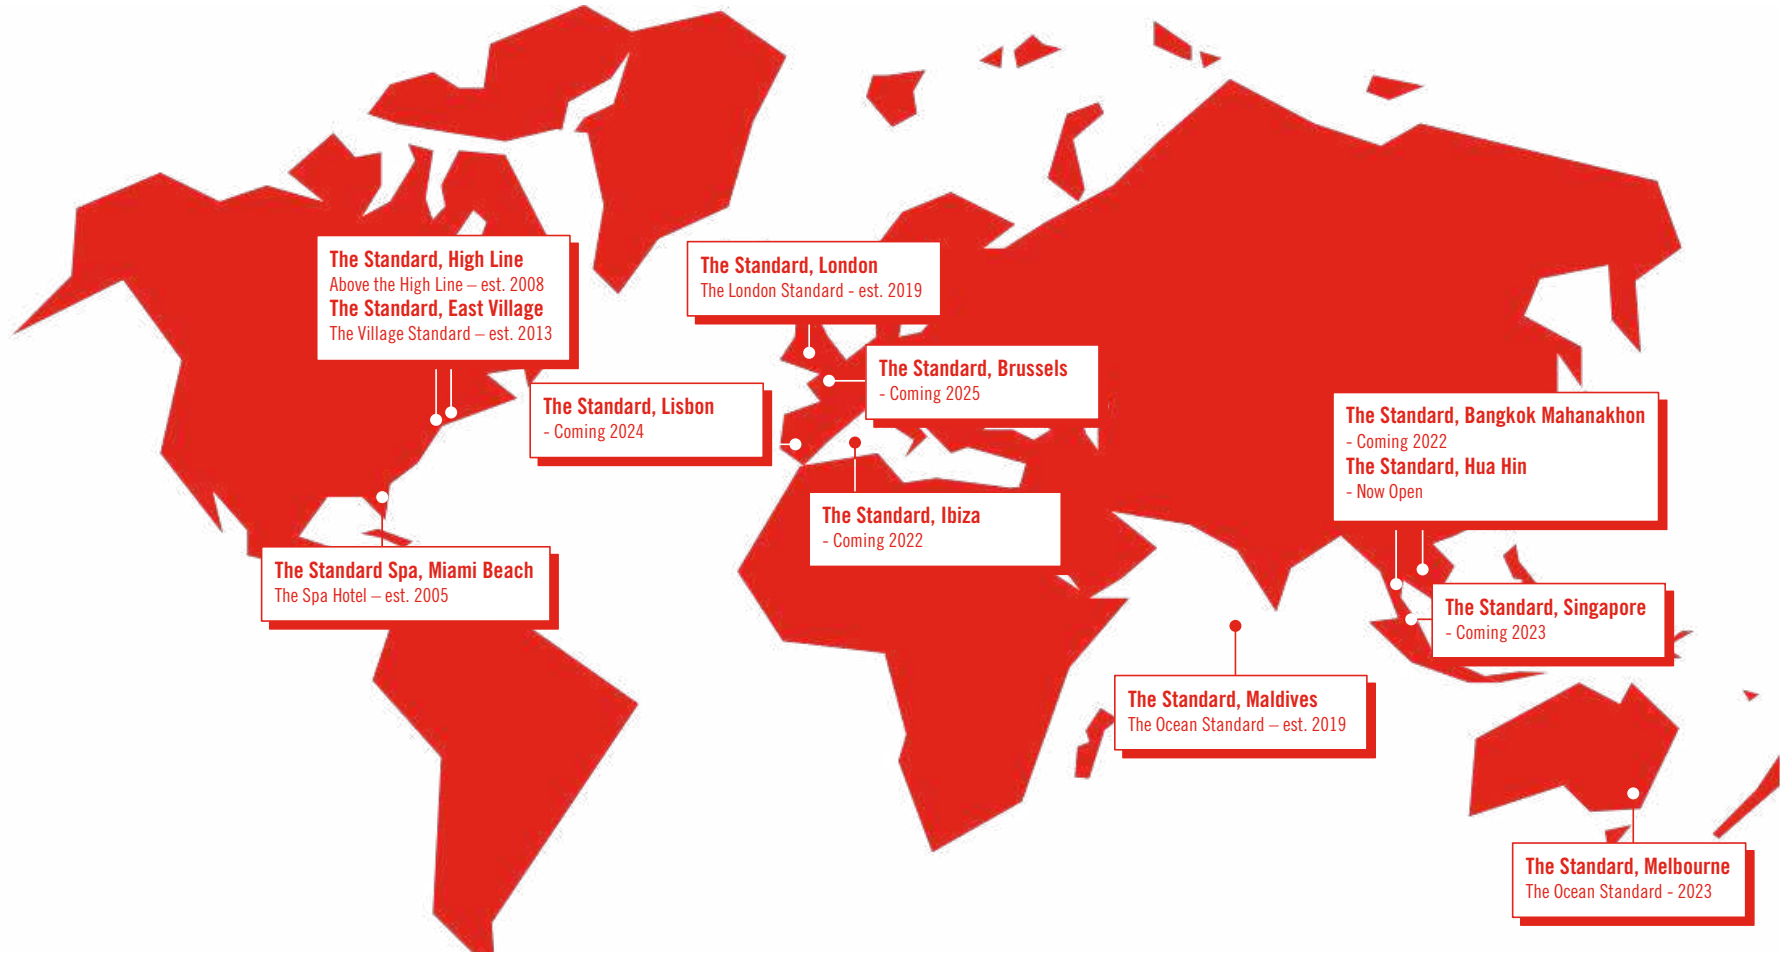 The Standard, High Line
Above the High Line – est. 2008
The Standard, East Village
The Village Standard – est. 2013
The Standard, London
The London Standard - est. 2019
The Standard, Brussels
- Coming 2025
The Standard, Lisbon
- Coming 2024
The Standard, Bangkok Mahanakhon
- Coming 2022
The Standard, Hua Hin
- Now Open
The Standard, Ibiza
- Coming 2022
The Standard Spa, Miami Beach
The Spa Hotel – est. 2005
The Standard, Singapore
- Coming 2023
The Standard, Maldives
The Ocean Standard – est. 2019
The Standard, Melbourne
The Ocean Standard - 2023